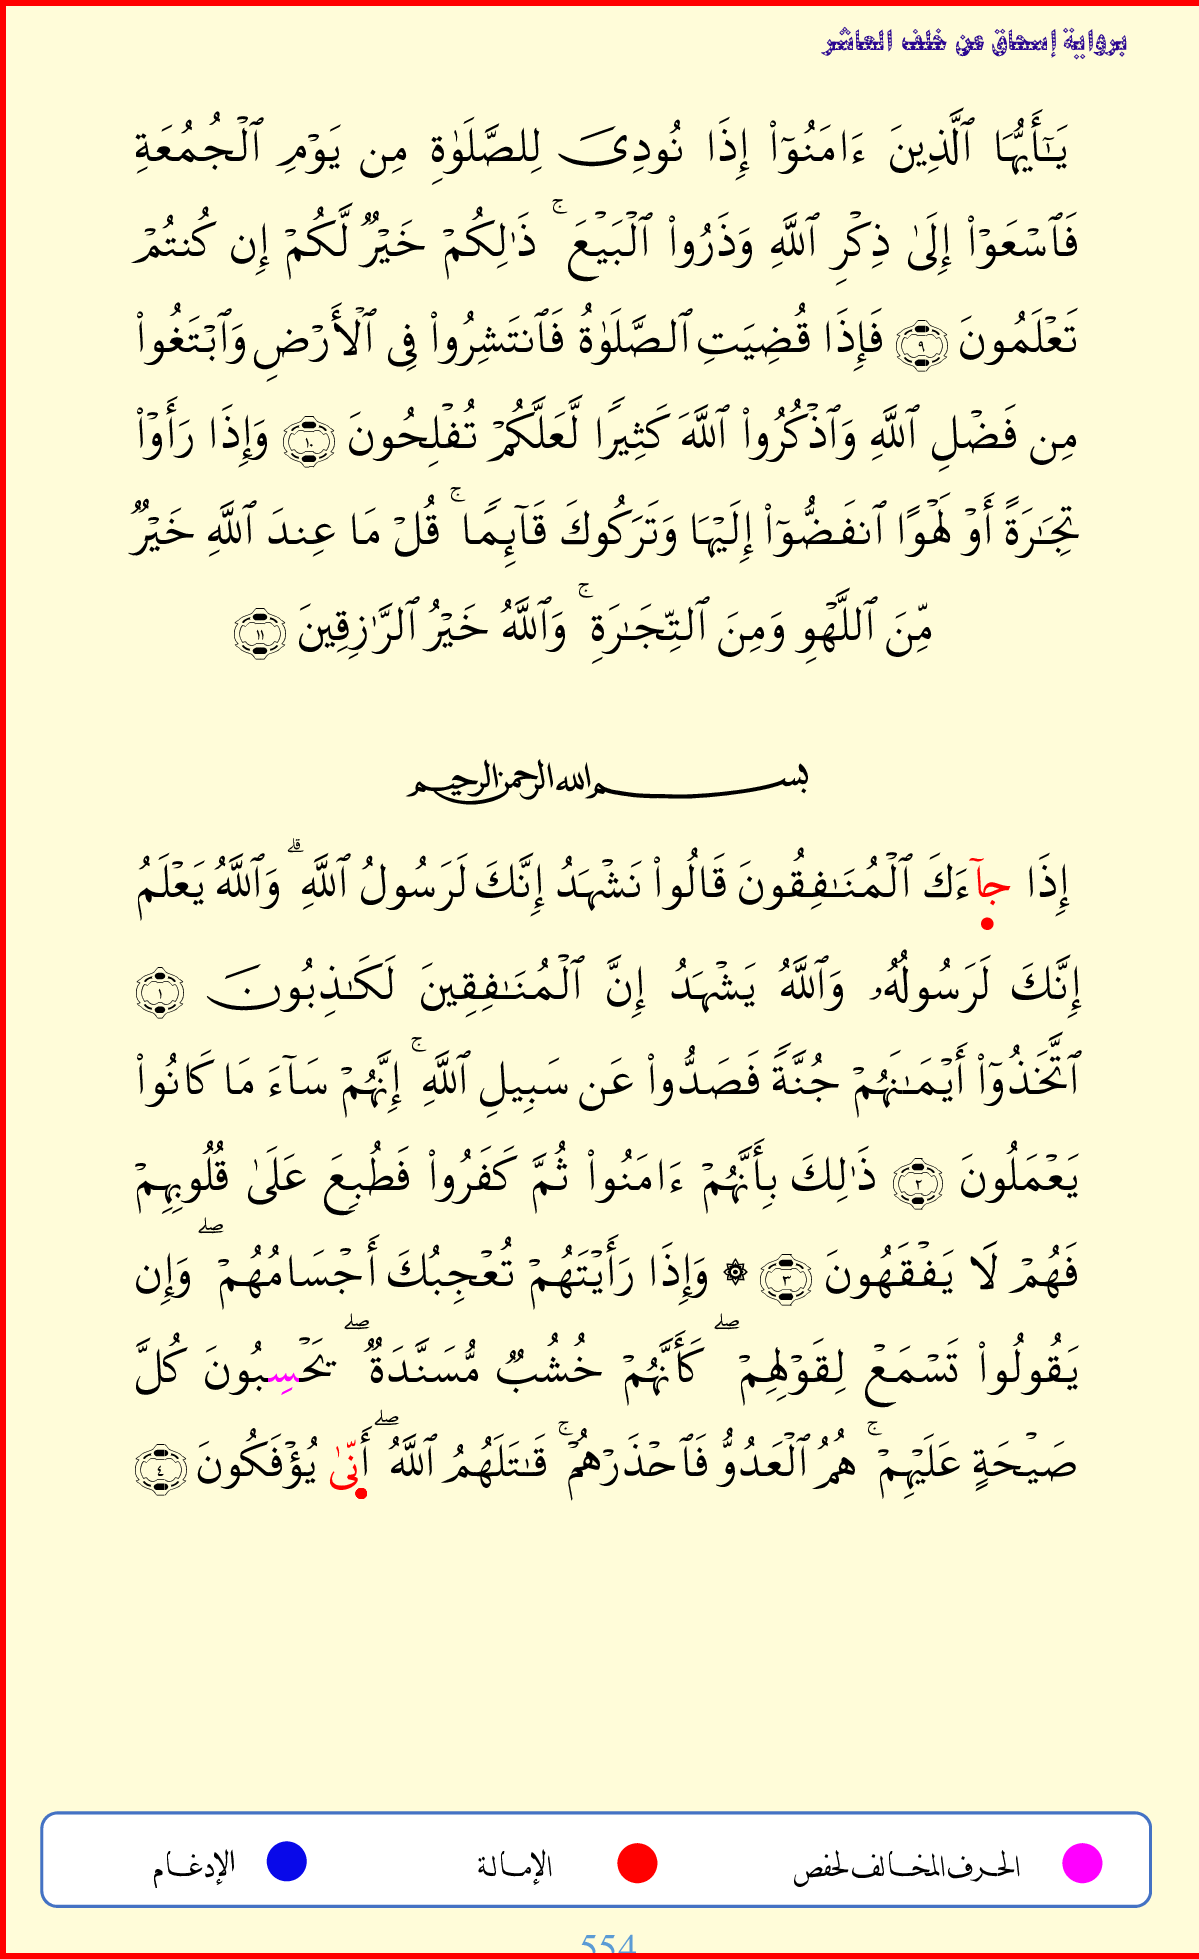 برواية إسحاق عن خلف العاشر
يَـٰٓأَيُّهَا ٱلَّذِينَ ءَامَنُوٓا۟ إِذَا نُودِىَ لِلصَّلَوٰةِ مِن يَوْمِ ٱلْجُمُعَةِ
فَٱسْعَوْا۟ إِلَىٰ ذِكْرِ ٱللَّهِ وَذَرُوا۟ ٱلْبَيْعَ ۚ ذَٰلِكُمْ خَيْرٌ لَّكُمْ إِن كُنتُمْ
تَعْلَمُونَ ٩ فَإِذَا قُضِيَتِ ٱلصَّلَوٰةُ فَٱنتَشِرُوا۟ فِى ٱلْأَرْضِ وَٱبْتَغُوا۟
مِن فَضْلِ ٱللَّهِ وَٱذْكُرُوا۟ ٱللَّهَ كَثِيرًا لَّعَلَّكُمْ تُفْلِحُونَ ١٠ وَإِذَا رَأَوْا۟
تِجَـٰرَةً أَوْ لَهْوًا ٱنفَضُّوٓا۟ إِلَيْهَا وَتَرَكُوكَ قَآئِمًا ۚ قُلْ مَا عِندَ ٱللَّهِ خَيْرٌ
مِّنَ ٱللَّهْوِ وَمِنَ ٱلتِّجَـٰرَةِ ۚ وَٱللَّهُ خَيْرُ ٱلرَّٰزِقِينَ ١١
بسم الله الرحمن الرحيم
إِذَا جَآءَكَ ٱلْمُنَـٰفِقُونَ قَالُوا۟ نَشْهَدُ إِنَّكَ لَرَسُولُ ٱللَّهِ ۗ وَٱللَّهُ يَعْلَمُ
إِنَّكَ لَرَسُولُهُۥ وَٱللَّهُ يَشْهَدُ إِنَّ ٱلْمُنَـٰفِقِينَ لَكَـٰذِبُونَ ١
ٱتَّخَذُوٓا۟ أَيْمَـٰنَهُمْ جُنَّةً فَصَدُّوا۟ عَن سَبِيلِ ٱللَّهِ ۚ إِنَّهُمْ سَآءَ مَا كَانُوا۟
يَعْمَلُونَ ٢ ذَٰلِكَ بِأَنَّهُمْ ءَامَنُوا۟ ثُمَّ كَفَرُوا۟ فَطُبِعَ عَلَىٰ قُلُوبِهِمْ
فَهُمْ لَا يَفْقَهُونَ ٣ ۞ وَإِذَا رَأَيْتَهُمْ تُعْجِبُكَ أَجْسَامُهُمْ ۖ وَإِن
يَقُولُوا۟ تَسْمَعْ لِقَوْلِهِمْ ۖ كَأَنَّهُمْ خُشُبٌ مُّسَنَّدَةٌ ۖ يَحْسِبُونَ كُلَّ
صَيْحَةٍ عَلَيْهِمْ ۚ هُمُ ٱلْعَدُوُّ فَٱحْذَرْهُمْ ۚ قَـٰتَلَهُمُ ٱللَّهُ ۖ أَنّىٰ يُؤْفَكُونَ ٤
الحرف المخالف لحفص
الإمالة
الإدغام
554